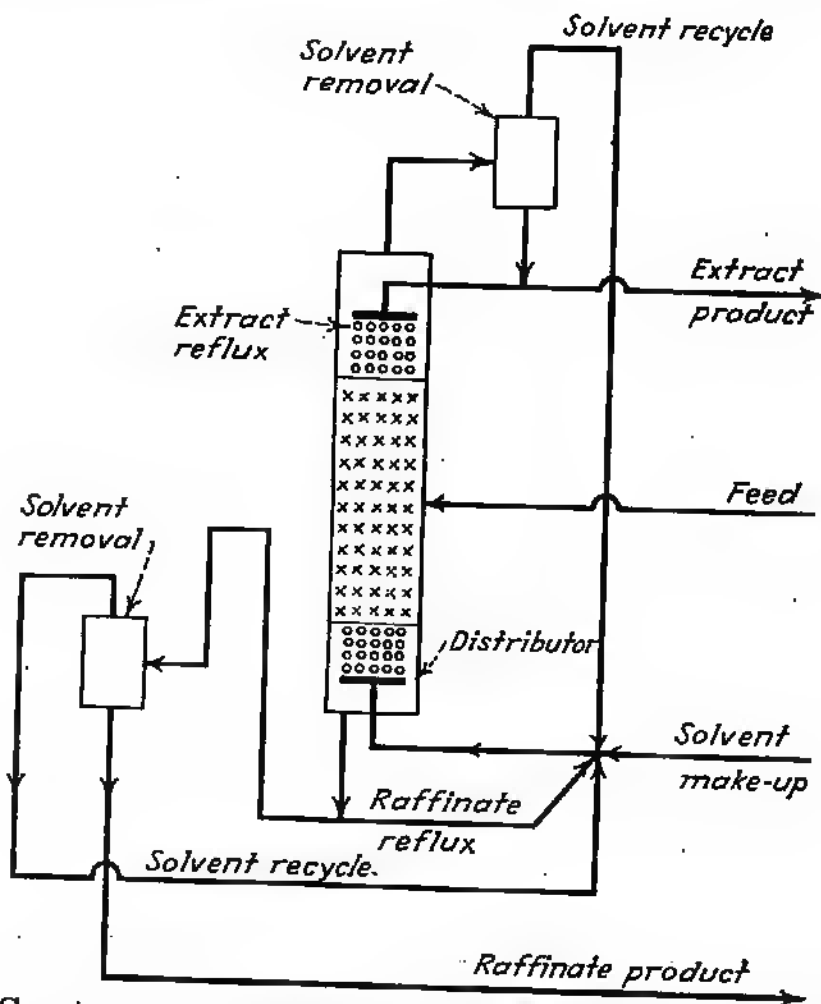 Solvent recycle
Solvent
removal
Extract
product
Extract
reflux
Feed
Solvent
removal
Distributor
Solvent
make-up
Raffinate
reflux
Solvent recycle.
Raffinate product